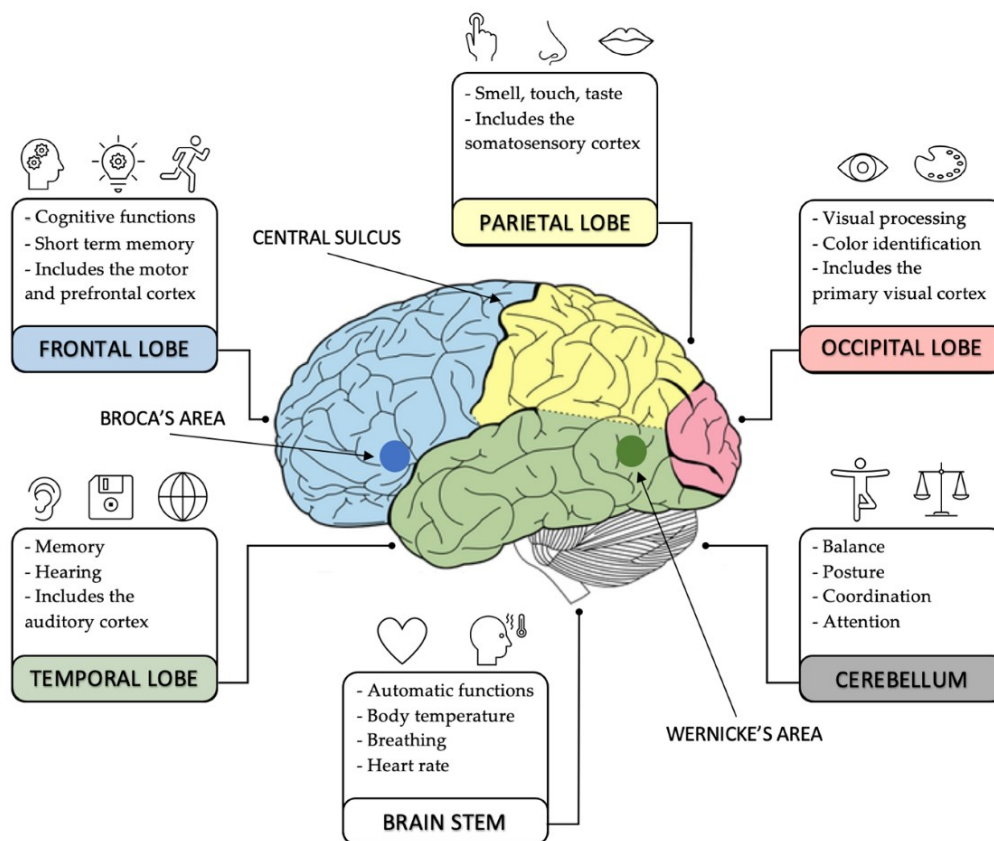 - Smell, touch, taste
- Includes the
somatosensory cortex
PARIETAL LOBE
- Cognitive functions
- Short term memory
- Includes the motor
and prefrontal cortex
FRONTAL LOBE
CENTRAL SULCUS
- Visual processing
- Color identification
- Includes the
primary visual cortex
OCCIPITAL LOBE
BROCA'S AREA
- Memory
- Hearing
- Includes the
auditory cortex
TEMPORAL LOBE
- Automatic functions
- Body temperature
- Breathing
- Heart rate
BRAIN STEM
WERNICKE'S AREA
- Balance
- Posture
- Coordination
- Attention
CEREBELLUM